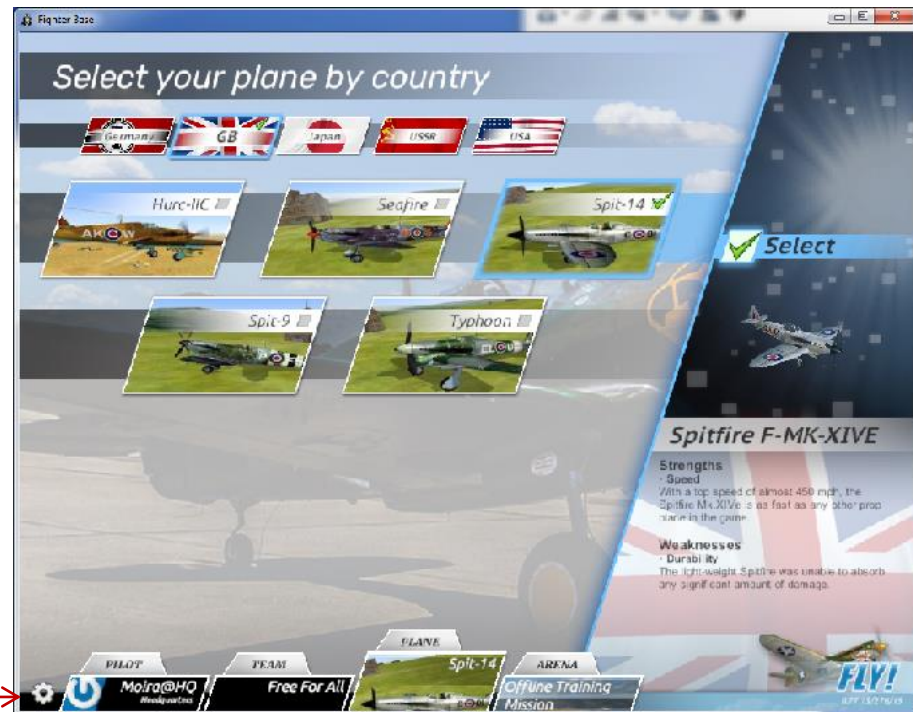 Fighter Base
Select your plane by country
Germany
GB
Japan
USSR
USA
Hurc-IIC
Seafire
Spit-14
AK W
Select
Spit-9
Typhoon
Spitfire F-MK-XIVE
Strengths
- Speed
With a top speed of almost 450 mph, the
Spitfire Mk.XIVe is as fast as any other prop
plane in the game.
Weaknesses
- Durability
The light-weight Spitfire was unable to absorb
any significant amount of damage.
PILOT
TEAM
PLANE
ARENA
Moira@HQ
Headquarters
Free For All
Spit-14
Offline Training
Mission
FLY!